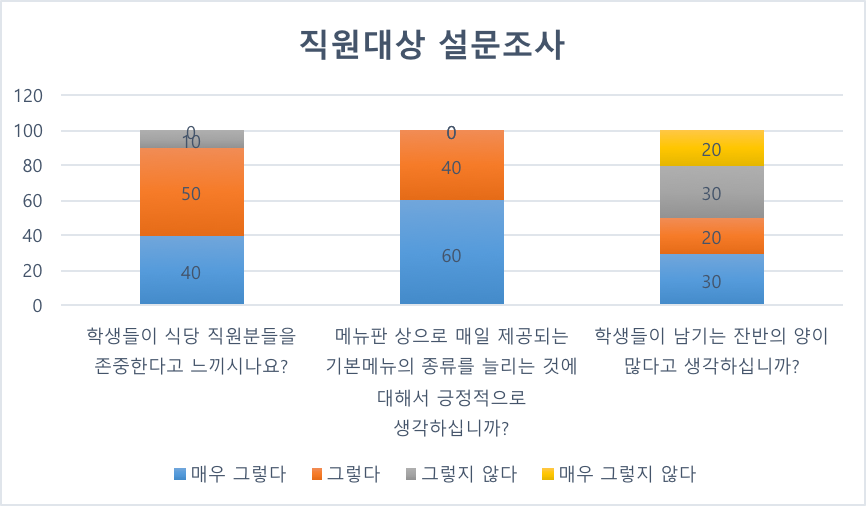 직원대상 설문조사
120
100
80
60
40
20
0
40
50
10
0
60
40
0
30
20
30
20
학생들이 식당 직원분들을
존중한다고 느끼시나요?
메뉴판 상으로 매일 제공되는
기본메뉴의 종류를 늘리는 것에
대해서 긍정적으로
생각하십니까?
학생들이 남기는 잔반의 양이
많다고 생각하십니까?
매우 그렇다 그렇다 그렇지 않다 매우 그렇지 않다